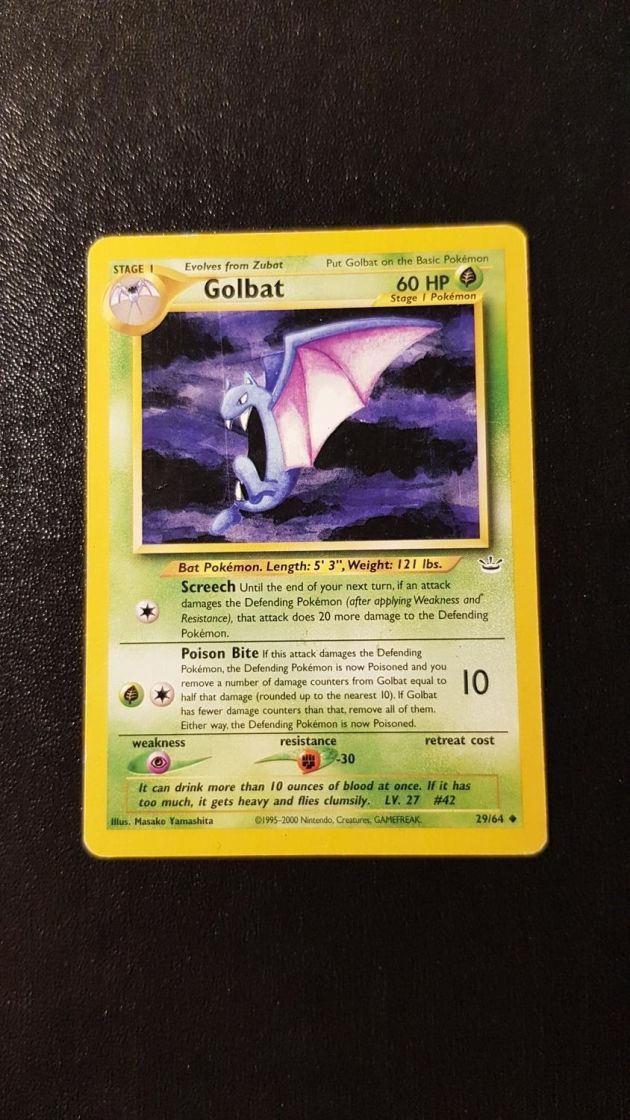 STAGE 1 Evolves from Zubat Put Golbat on the Basic Pokémon
Golbat 60 HP
Stage 1 Pokémon
Bat Pokémon. Length: 5' 3", Weight: 121 lbs.
Screech Until the end of your next turn, if an attack
damages the Defending Pokémon (after applying Weakness and
Resistance), that attack does 20 more damage to the Defending
Pokémon.
Poison Bite If this attack damages the Defending
Pokémon, the Defending Pokémon is now Poisoned and you
remove a number of damage counters from Golbat equal to
half that damage (rounded up to the nearest 10). If Golbat
has fewer damage counters than that, remove all of them.
Either way, the Defending Pokémon is now Poisoned.
10
weakness resistance retreat cost
-30
It can drink more than 10 ounces of blood at once. If it has
too much, it gets heavy and flies clumsily. LV. 27 #42
Illus. Masako Yamashita ©1995-2000 Nintendo, Creatures, GAMEFREAK. 29/64